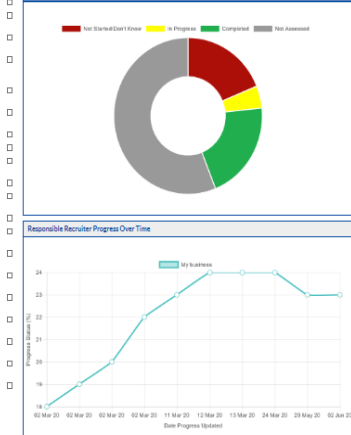 Not Started/Don't Know In Progress Completed Not Assessed
Responsible Recruiter Progress Over Time
My business
24
23
22
21
20
19
18
Progress Status (%)
02 Mar 20 02 Mar 20 02 Mar 20 02 Mar 20 11 Mar 20 12 Mar 20 13 Mar 20 24 Mar 20 29 May 20 02 Jun 20
Date Progress Updated